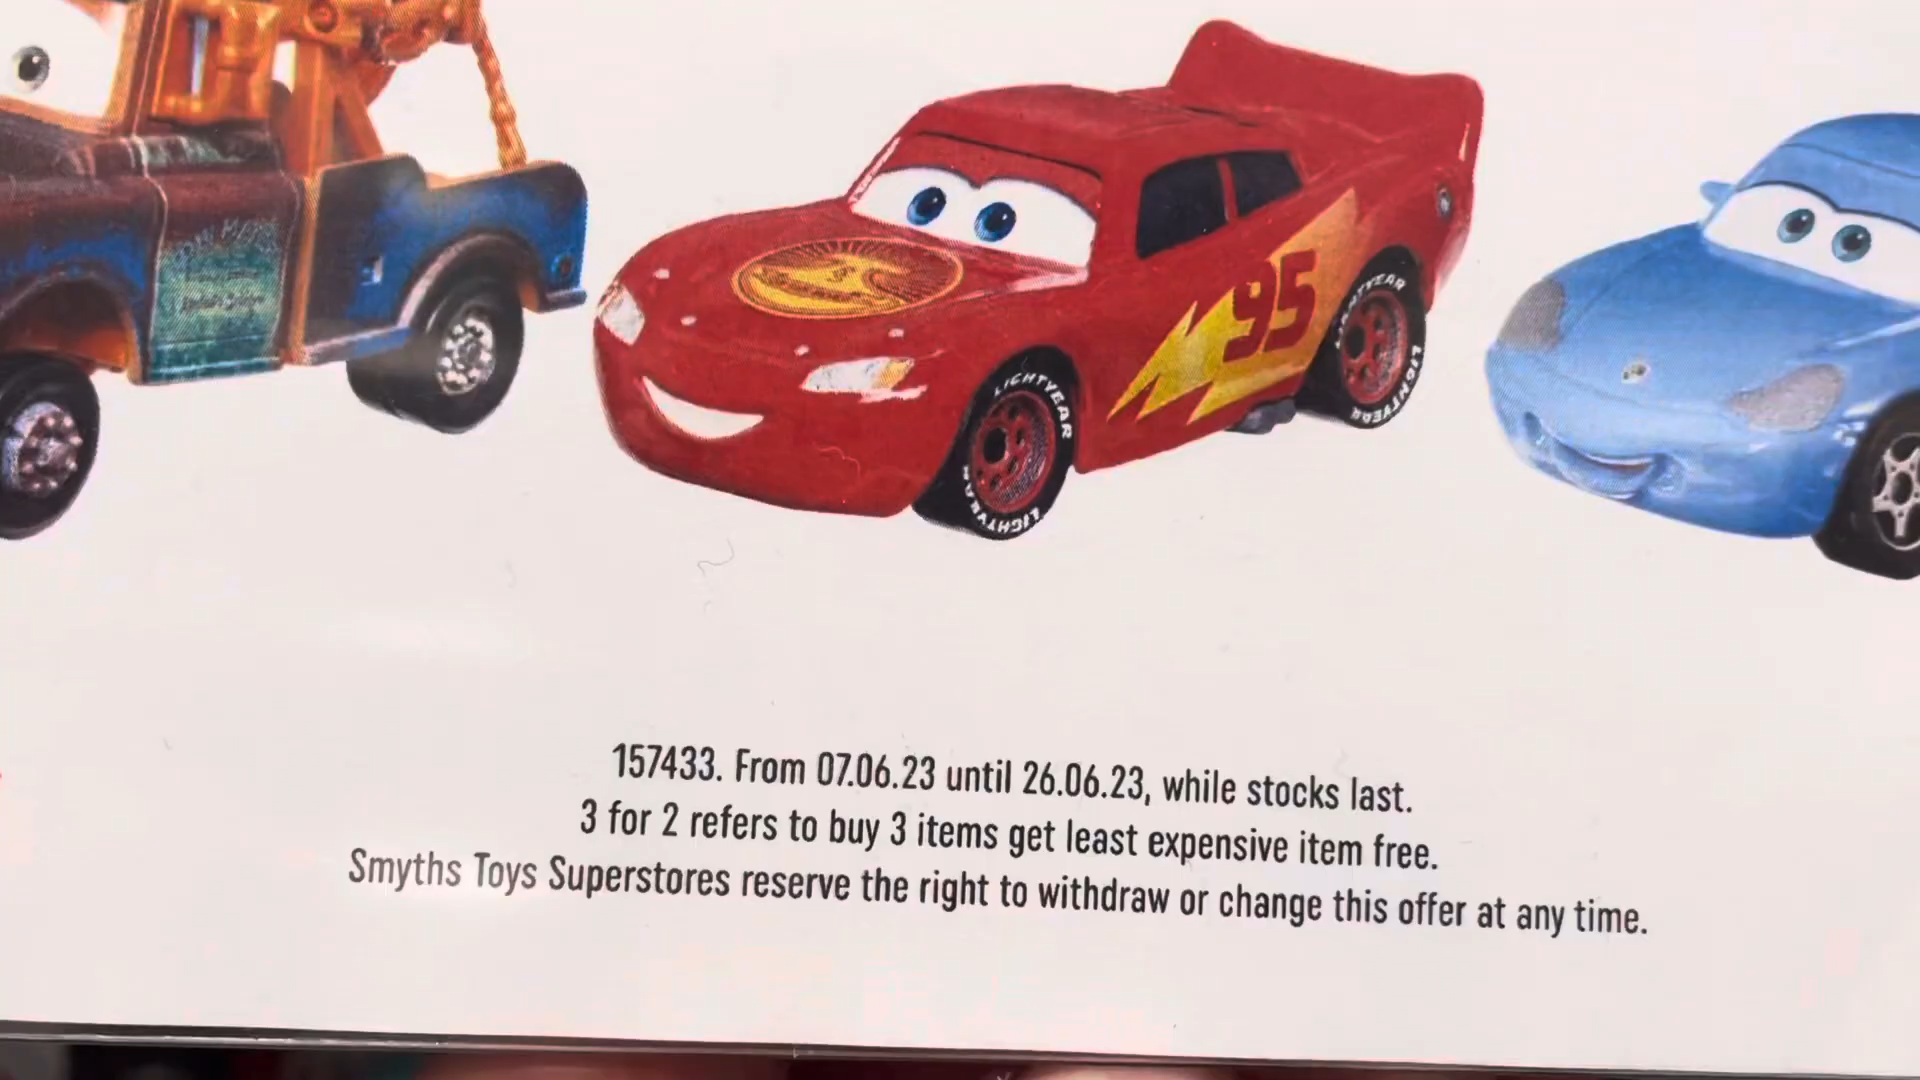 95
LIGHTYEAR
LIGHTYEAR
LIGHTYEAR
LIGHTYEAR
157433. From 07.06.23 until 26.06.23, while stocks last.
3 for 2 refers to buy 3 items get least expensive item free.
Smyths Toys Superstores reserve the right to withdraw or change this offer at any time.